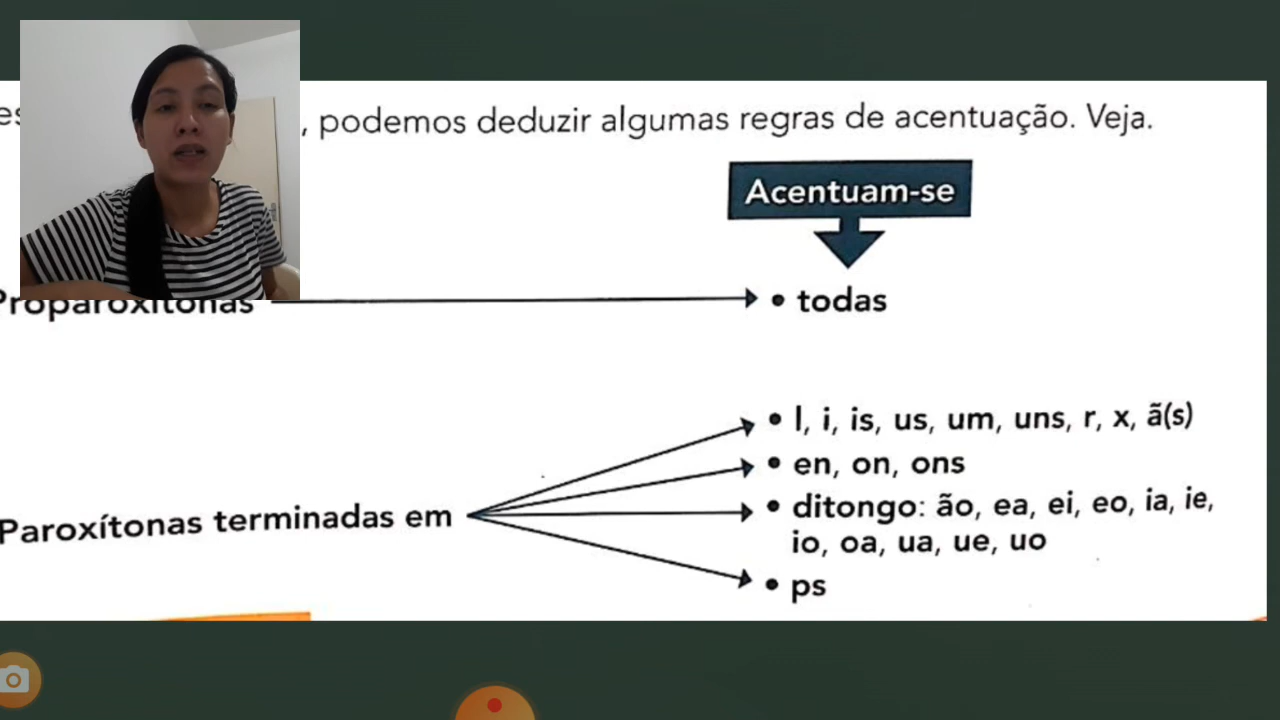 , podemos deduzir algumas regras de acentuação. Veja.
Acentuam-se
Proparoxítonas
• todas
• l, i, is, us, um, uns, r, x, ã(s)
• en, on, ons
Paroxítonas terminadas em
• ditongo: ão, ea, ei, eo, ia, ie,
io, oa, ua, ue, uo
• ps